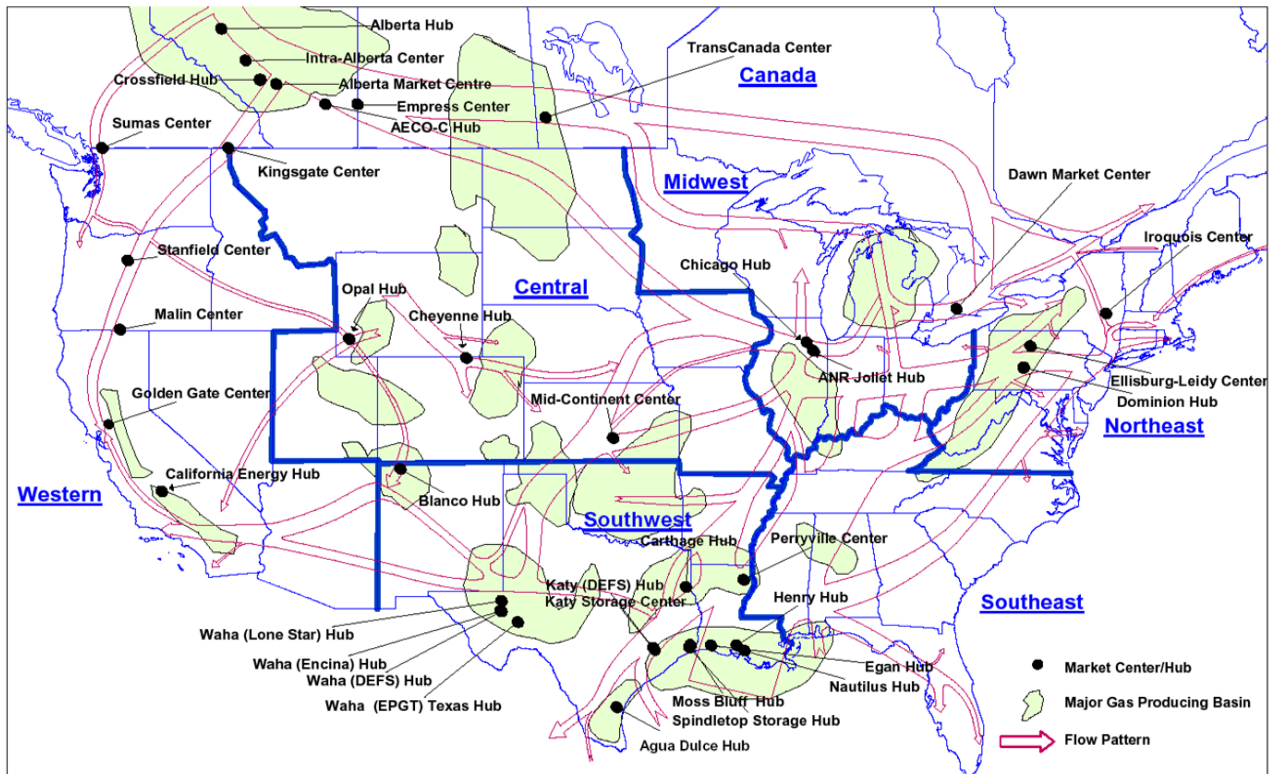 Alberta Hub
TransCanada Center
Intra-Alberta Center
Canada
Crossfield Hub
Alberta Market Centre
Empress Center
Sumas Center
AECO-C Hub
Kingsgate Center
Midwest
Dawn Market Center
Iroquois Center
Stanfield Center
Chicago Hub
Opal Hub
Central
Malin Center
Cheyenne Hub
ANR Joliet Hub
Ellisburg-Leidy Center
Golden Gate Center
Mid-Continent Center
Dominion Hub
Northeast
California Energy Hub
Western
Blanco Hub
Southwest
Carthage Hub
Perryville Center
Katy (DEFS) Hub
Katy Storage Center
Henry Hub
Southeast
Waha (Lone Star) Hub
Waha (Encina) Hub
Waha (DEFS) Hub
Waha (EPGT) Texas Hub
Egan Hub
Nautilus Hub
Moss Bluff Hub
Spindletop Storage Hub
Agua Dulce Hub
Market Center/Hub
Major Gas Producing Basin
Flow Pattern